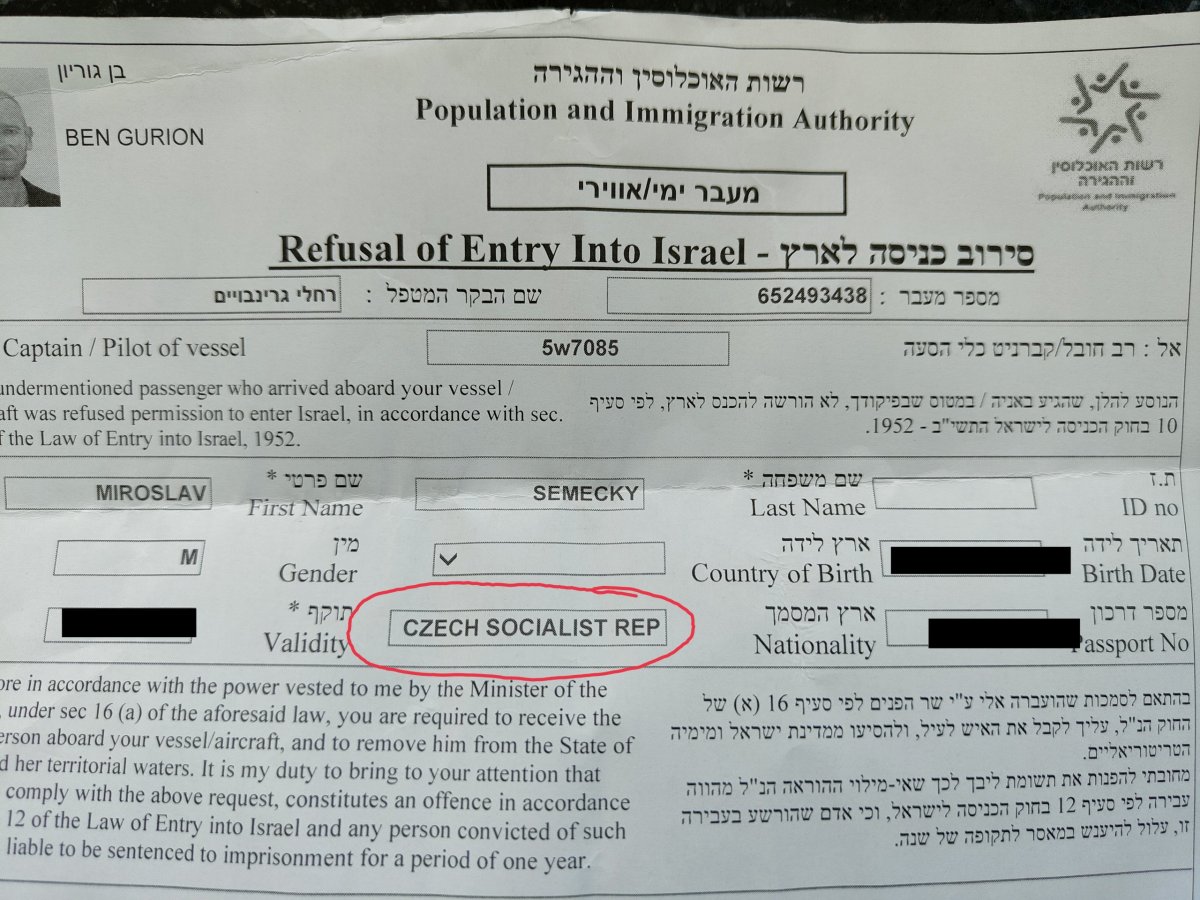 בן גוריון
BEN GURION
רשות האוכלוסין וההגירה
Population and Immigration Authority
רשות האוכלוסין
וההגירה
Population and Immigration
Authority
מעבר ימי/אווירי
Refusal of Entry Into Israel - סירוב כניסה לארץ
מספר מעבר : 652493438
שם הבקר המטפל : רחלי גרינבויים
Captain / Pilot of vessel
5w7085
אל : רב חובל/קברניט כלי הסעה
undermentioned passenger who arrived aboard your vessel /
aft was refused permission to enter Israel, in accordance with sec.
f the Law of Entry into Israel, 1952.
הנוסע להלן, שהגיע באניה / במטוס שבפיקודך, לא הורשה להכנס לארץ, לפי סעיף
10 בחוק הכניסה לישראל התשי"ב - 1952.
MIROSLAV
שם פרטי *
First Name
SEMECKY
שם משפחה *
Last Name
ת.ז
ID no
M
מין
Gender
ארץ לידה
Country of Birth
תאריך לידה
Birth Date
תוקף *
Validity
CZECH SOCIALIST REP
ארץ המסמך
Nationality
מספר דרכון
Passport No
ore in accordance with the power vested to me by the Minister of the
, under sec 16 (a) of the aforesaid law, you are required to receive the
erson aboard your vessel/aircraft, and to remove him from the State of
d her territorial waters. It is my duty to bring to your attention that
comply with the above request, constitutes an offence in accordance
12 of the Law of Entry into Israel and any person convicted of such
liable to be sentenced to imprisonment for a period of one year.
בהתאם לסמכות שהועברה אלי ע"י שר הפנים לפי סעיף 16 (א) של
החוק הנ"ל, עליך לקבל את האיש לעיל, ולהסיעו ממדינת ישראל ומימיה
הטריטוריאליים.
מחובתי להפנות את תשומת ליבך לכך שאי-מילוי ההוראה הנ"ל מהווה
עבירה לפי סעיף 12 בחוק הכניסה לישראל, וכי אדם שהורשע בעבירה
זו, עלול להיענש במאסר לתקופה של שנה.